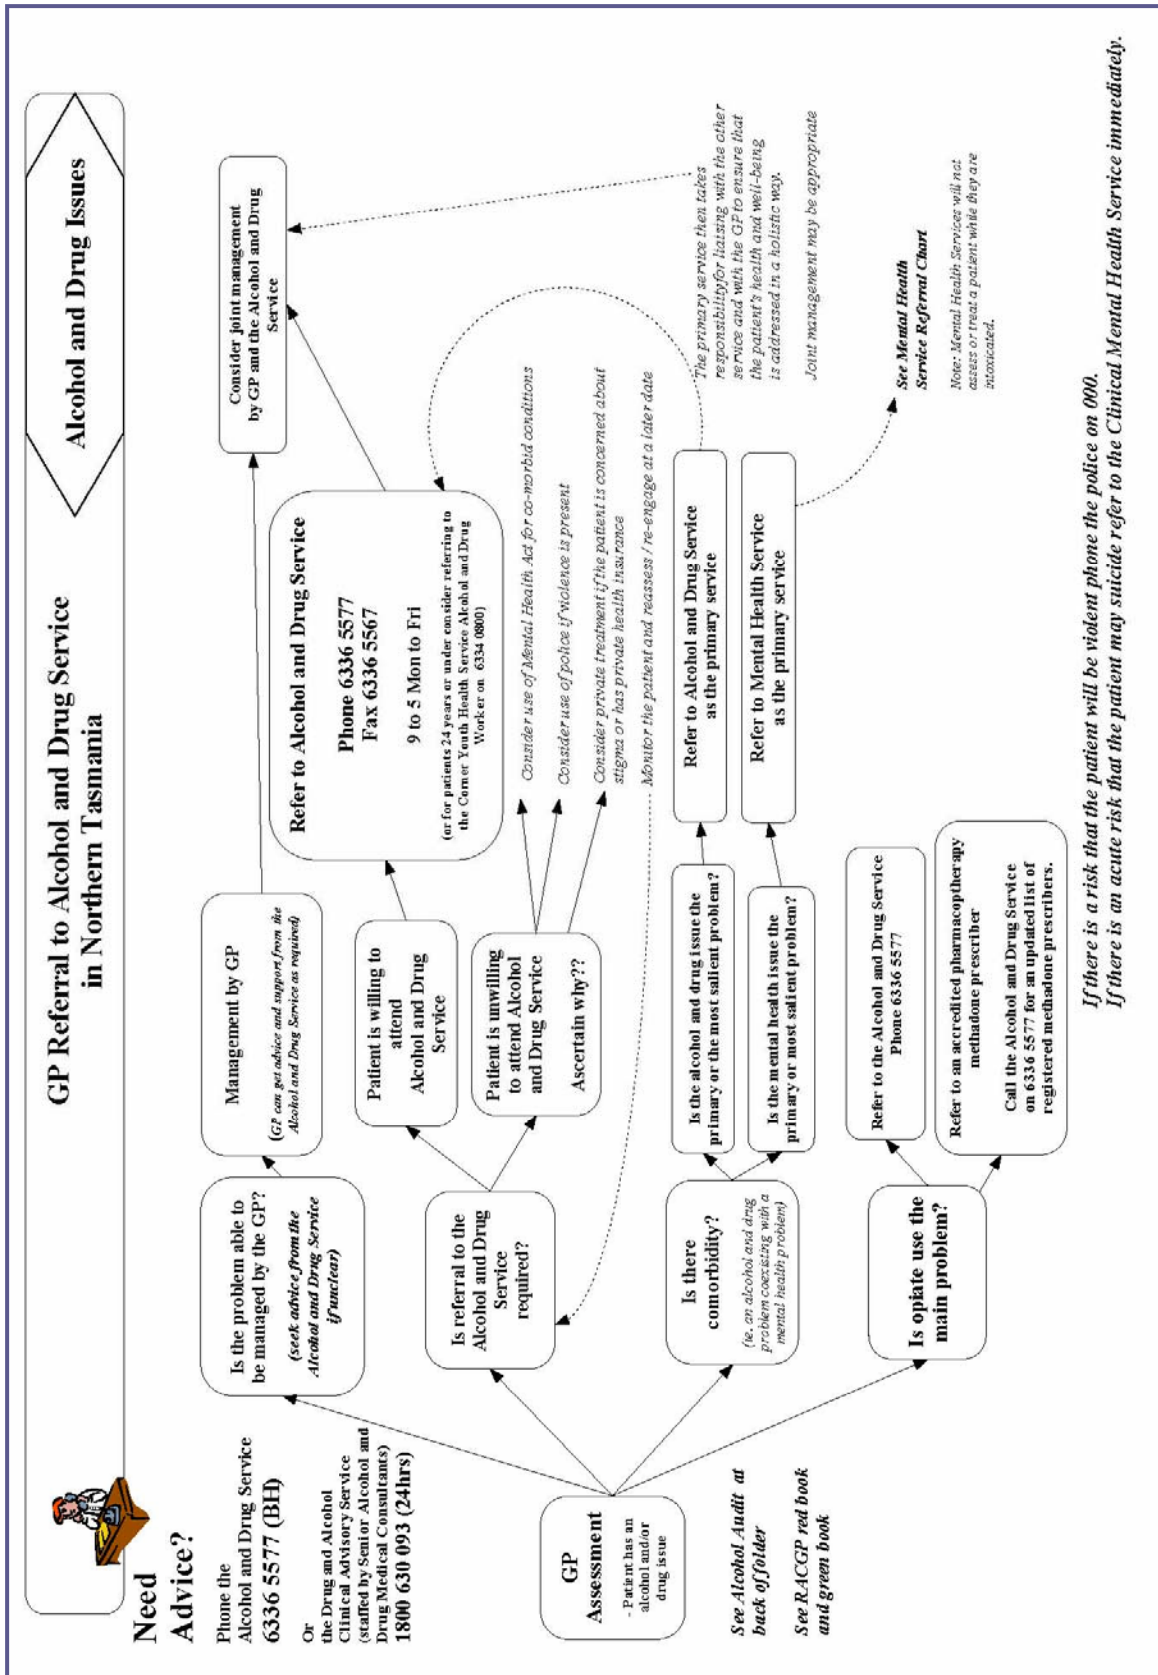 GP Referral to Alcohol and Drug Service
in Northern Tasmania
Alcohol and Drug Issues
Need
Advice?
Phone the
Alcohol and Drug Service
6336 5577 (BH)
Or
the Drug and Alcohol
Clinical Advisory Service
(staffed by Senior Alcohol and
Drug Medical Consultants)
1800 630 093 (24hrs)
GP
Assessment
- Patient has an
alcohol and/or
drug issue
See Alcohol Audit at
back of folder
See RACGP red book
and green book
Is the problem able to
be managed by the GP?
(seek advice from the
Alcohol and Drug Service
if unclear)
Management by GP
(GP can get advice and support from the
Alcohol and Drug Service as required)
Consider joint management
by GP and the Alcohol and Drug
Service
Is referral to the
Alcohol and Drug
Service
required?
Patient is willing to
attend
Alcohol and Drug
Service
Refer to Alcohol and Drug Service
Phone 6336 5577
Fax 6336 5567
9 to 5 Mon to Fri
(or for patients 24 years or under consider referring to
the Corner Youth Health Service Alcohol and Drug
Worker on 6334 0800)
Patient is unwilling
to attend Alcohol
and Drug Service
Ascertain why??
Consider use of Mental Health Act for co-morbid conditions
Consider use of police if violence is present
Consider private treatment if the patient is concerned about
stigma or has private health insurance
Monitor the patient and reassess / re-engage at a later date
Is there
comorbidity?
(ie. an alcohol and drug
problem coexisting with a
mental health problem)
Is the alcohol and drug issue the
primary or the most salient problem?
Refer to Alcohol and Drug Service
as the primary service
The primary service then takes
responsibility for liaising with the other
service and with the GP to ensure that
the patient's health and well-being
is addressed in a holistic way.
Joint management may be appropriate
Is the mental health issue the
primary or most salient problem?
Refer to Mental Health Service
as the primary service
See Mental Health
Service Referral Chart
Note: Mental Health Services will not
assess or treat a patient while they are
intoxicated.
Is opiate use the
main problem?
Refer to the Alcohol and Drug Service
Phone 6336 5577
Refer to an accredited pharmacotherapy
methadone prescriber
Call the Alcohol and Drug Service
on 6336 5577 for an updated list of
registered methadone prescribers.
If there is a risk that the patient will be violent phone the police on 000.
If there is an acute risk that the patient may suicide refer to the Clinical Mental Health Service immediately.